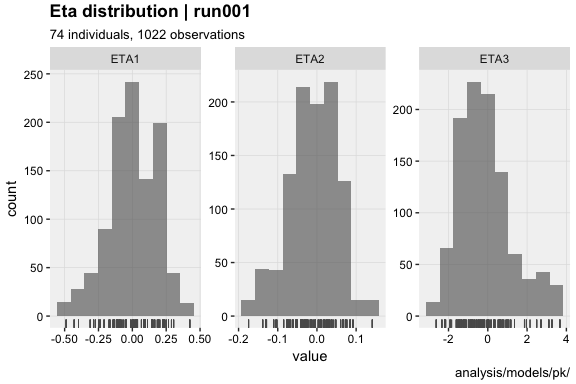 Eta distribution | run001
74 individuals, 1022 observations
ETA1 ETA2 ETA3
count
250
200
150
100
50
0
200
150
100
50
0
200
150
100
50
0
-0.50 -0.25 0.00 0.25 0.50
-0.2 -0.1 0.0 0.1
-2 0 2 4
value
analysis/models/pk/